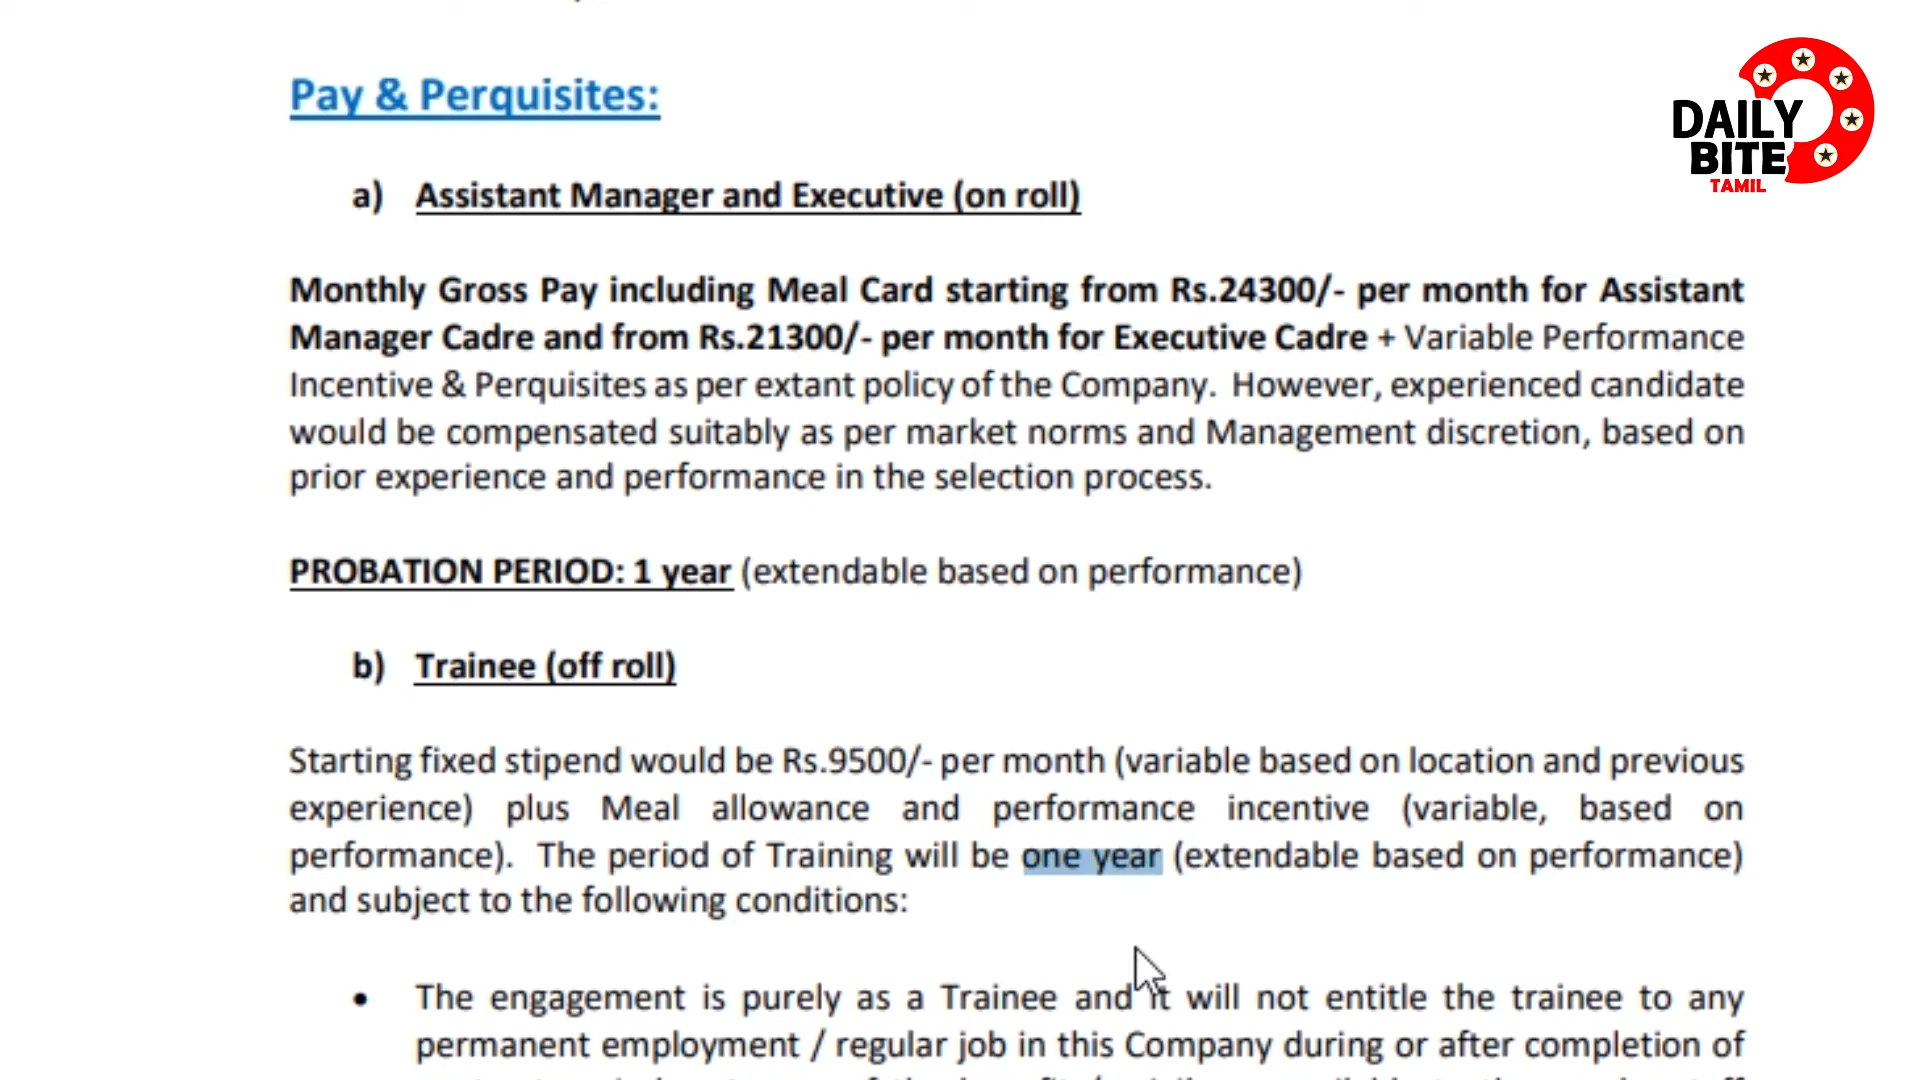 Pay & Perquisites:
DAILY
BITE
TAMIL
a) Assistant Manager and Executive (on roll)
Monthly Gross Pay including Meal Card starting from Rs.24300/- per month for Assistant
Manager Cadre and from Rs.21300/- per month for Executive Cadre + Variable Performance
Incentive & Perquisites as per extant policy of the Company. However, experienced candidate
would be compensated suitably as per market norms and Management discretion, based on
prior experience and performance in the selection process.
PROBATION PERIOD: 1 year (extendable based on performance)
b) Trainee (off roll)
Starting fixed stipend would be Rs.9500/- per month (variable based on location and previous
experience) plus Meal allowance and performance incentive (variable, based on
performance). The period of Training will be one year (extendable based on performance)
and subject to the following conditions:
• The engagement is purely as a Trainee and it will not entitle the trainee to any
permanent employment / regular job in this Company during or after completion of